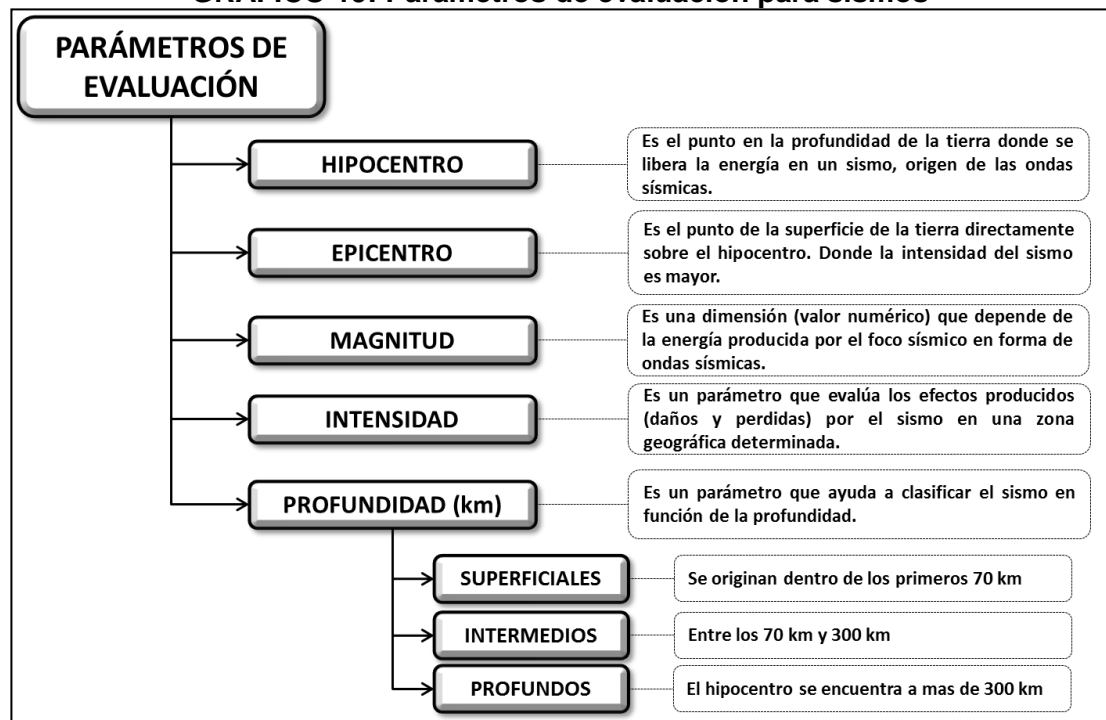 PARÁMETROS DE
EVALUACIÓN
HIPOCENTRO
Es el punto en la profundidad de la tierra donde se
libera la energía en un sismo, origen de las ondas
sísmicas.
EPICENTRO
Es el punto de la superficie de la tierra directamente
sobre el hipocentro. Donde la intensidad del sismo
es mayor.
MAGNITUD
Es una dimensión (valor numérico) que depende de
la energía producida por el foco sísmico en forma de
ondas sísmicas.
INTENSIDAD
Es un parámetro que evalúa los efectos producidos
(daños y perdidas) por el sismo en una zona
geográfica determinada.
PROFUNDIDAD (km)
Es un parámetro que ayuda a clasificar el sismo en
función de la profundidad.
SUPERFICIALES
Se originan dentro de los primeros 70 km
INTERMEDIOS
Entre los 70 km y 300 km
PROFUNDOS
El hipocentro se encuentra a mas de 300 km